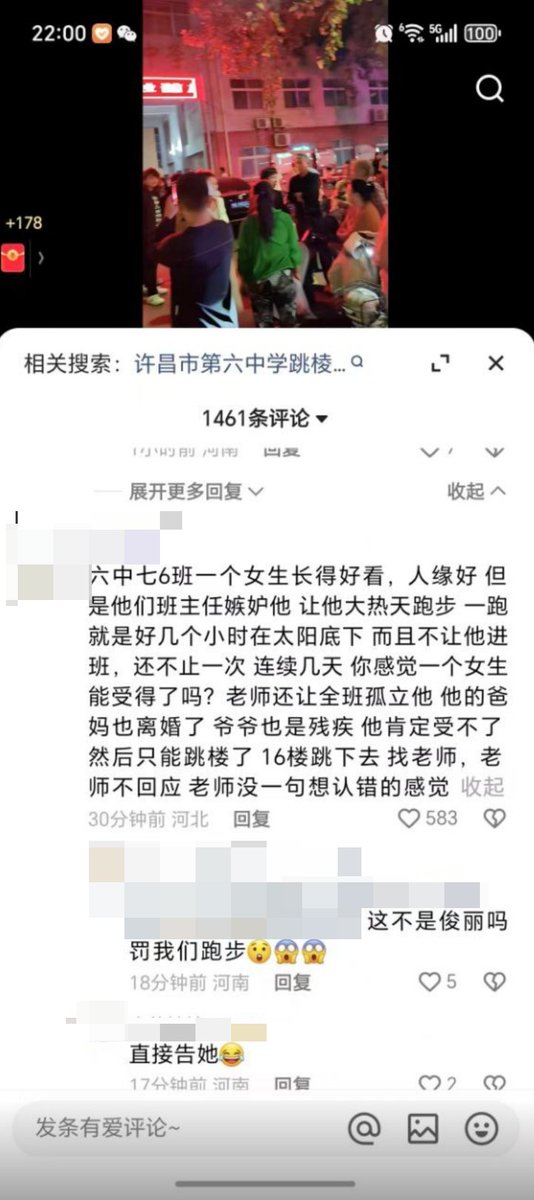 22:00
6
5G
100
+178
相关搜索：许昌市第六中学跳楼...
1461条评论
1小时前 河南 回复 7
展开更多回复
收起
六中七6班一个女生长得好看，人缘好 但
是他们班主任嫉妒他 让他大热天跑步 一跑
就是好几个小时在太阳底下 而且不让他进
班，还不止一次 连续几天 你感觉一个女生
能受得了吗？老师还让全班孤立他 他的爸
妈也离婚了 爷爷也是残疾 他肯定受不了
然后只能跳楼了 16楼跳下去 找老师，老
师不回应 老师没一句想认错的感觉 收起
30分钟前 河北 回复 583
这不是俊丽吗
罚我们跑步😲😱😱
18分钟前 河南 回复 5
直接告她😂
17分钟前 河南 回复 2
发条有爱评论~